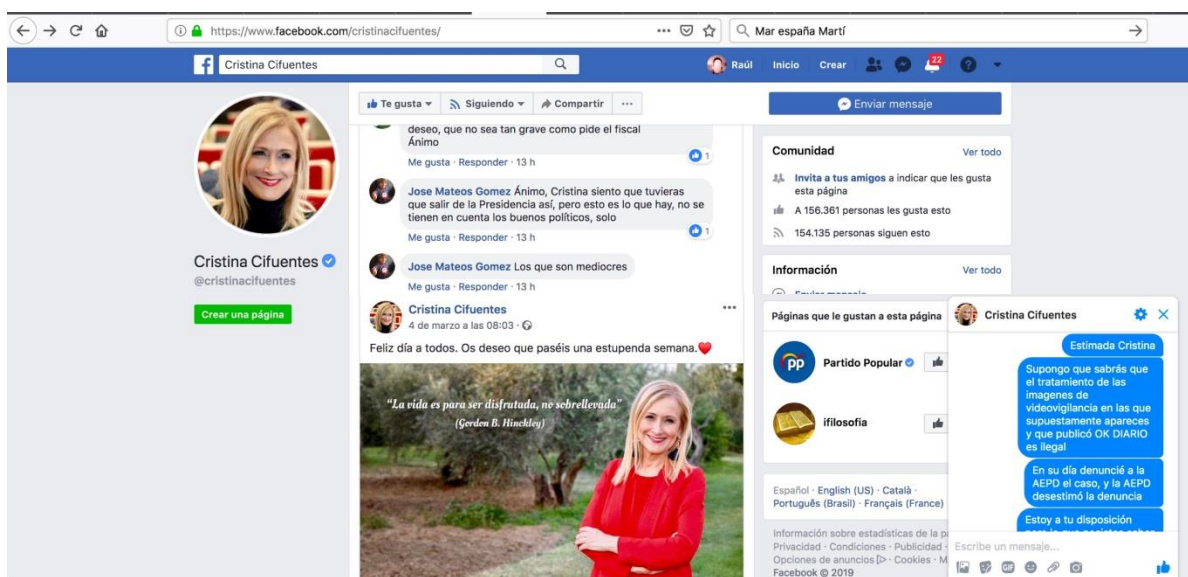 https://www.facebook.com/cristinacifuentes/
Mar españa Martí
Cristina Cifuentes
Raúl
Inicio
Crear
22
Te gusta
Siguiendo
Compartir
Enviar mensaje
Cristina Cifuentes
@cristinacifuentes
Crear una página
deseo, que no sea tan grave como pide el fiscal
Ánimo
Me gusta · Responder · 13 h
1
Jose Mateos Gomez Ánimo, Cristina siento que tuvieras
que salir de la Presidencia así, pero esto es lo que hay, no se
tienen en cuenta los buenos políticos, solo
Me gusta · Responder · 13 h
1
Jose Mateos Gomez Los que son mediocres
Me gusta · Responder · 13 h
Cristina Cifuentes
4 de marzo a las 08:03 ·
Feliz día a todos. Os deseo que paséis una estupenda semana.❤️
“La vida es para ser disfrutada, no sobrellevada”
(Gordon B. Hinckley)
Comunidad
Ver todo
Invita a tus amigos a indicar que les gusta
esta página
A 156.361 personas les gusta esto
154.135 personas siguen esto
Información
Ver todo
Páginas que le gustan a esta página
pp
Partido Popular
ifilosofia
Español · English (US) · Català ·
Português (Brasil) · Français (France)
Información sobre estadísticas de la
Privacidad · Condiciones · Publicidad ·
Opciones de anuncios · Cookies · M
Facebook © 2019
Cristina Cifuentes
Estimada Cristina
Supongo que sabrás que
el tratamiento de las
imagenes de
videovigilancia en las que
supuestamente apareces
y que publicó OK DIARIO
es ilegal
En su día denuncié a la
AEPD el caso, y la AEPD
desestimó la denuncia
Estoy a tu disposición
Escribe un mensaje...
GIF